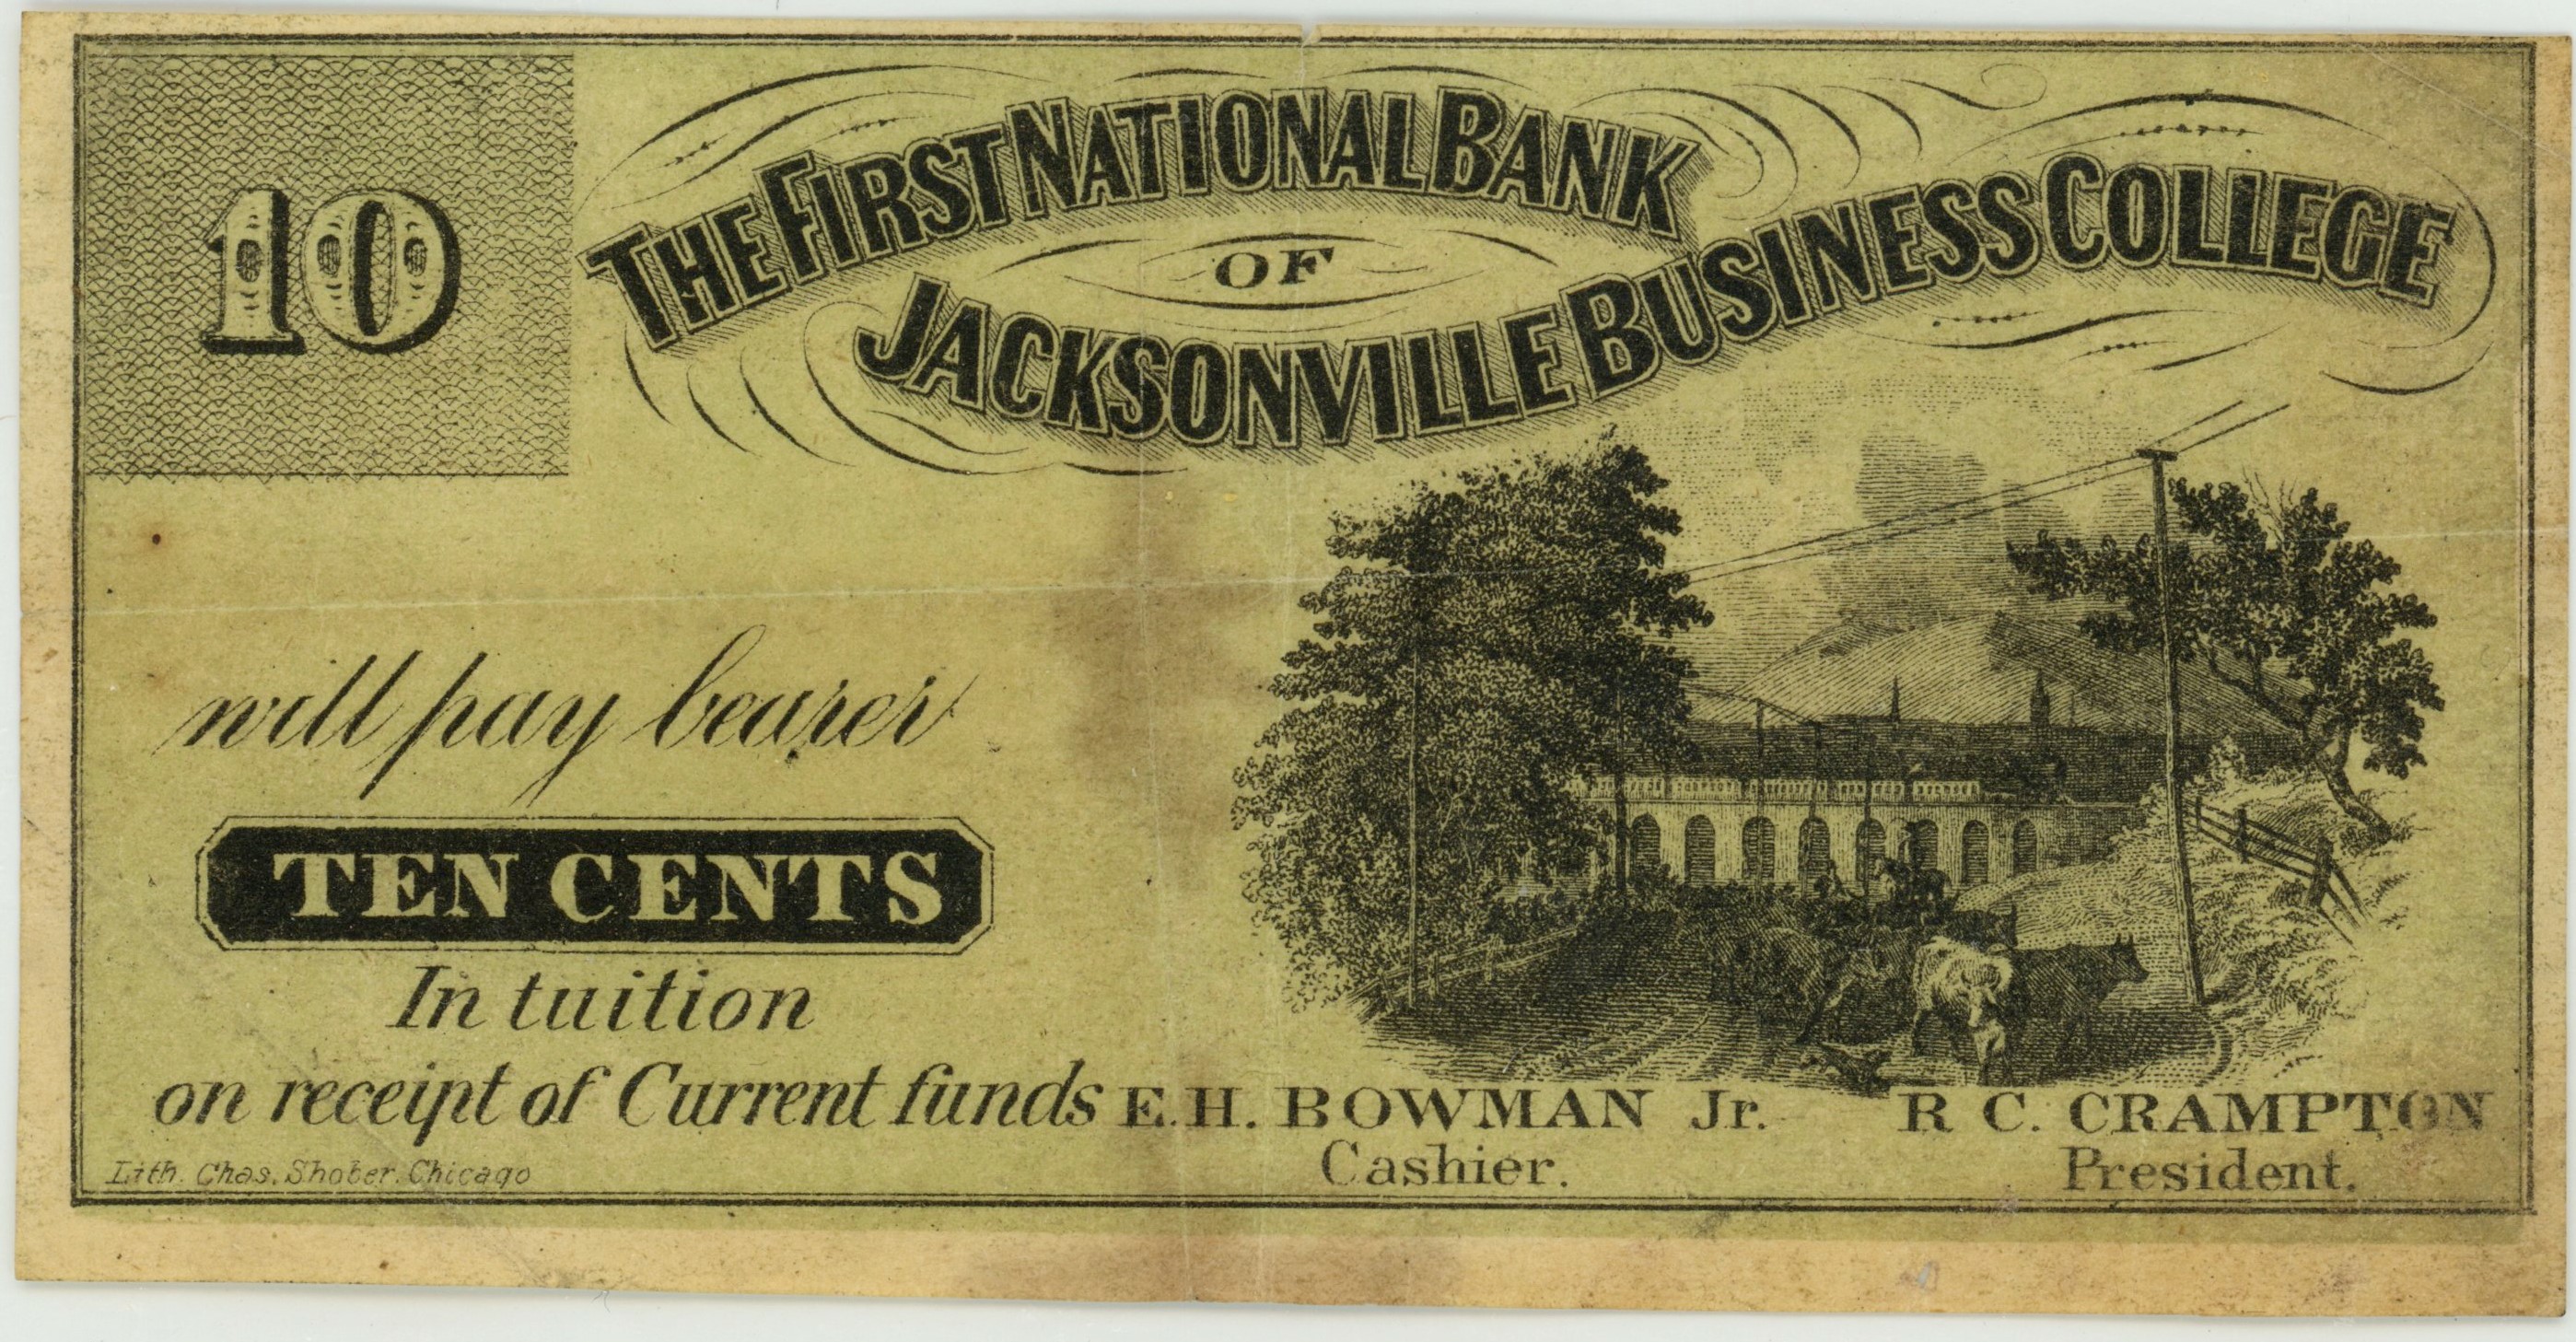 10
THE FIRST NATIONAL BANK
OF
JACKSONVILLE BUSINESS COLLEGE
will pay bearer
TEN CENTS
In tuition
on receipt of Current funds
E. H. BOWMAN Jr.
Cashier.
R C. CRAMPTON
President.
Lith. Chas. Shober. Chicago